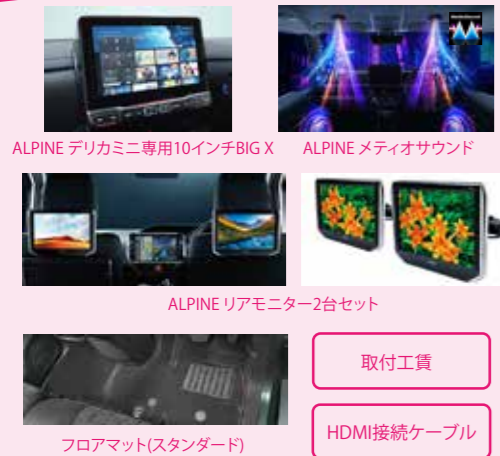 ALPINE デリカミニ専用10インチBIG X
ALPINE メティオサウンド
ALPINE リアモニター2台セット
フロアマット(スタンダード)
取付工賃
HDMI接続ケーブル